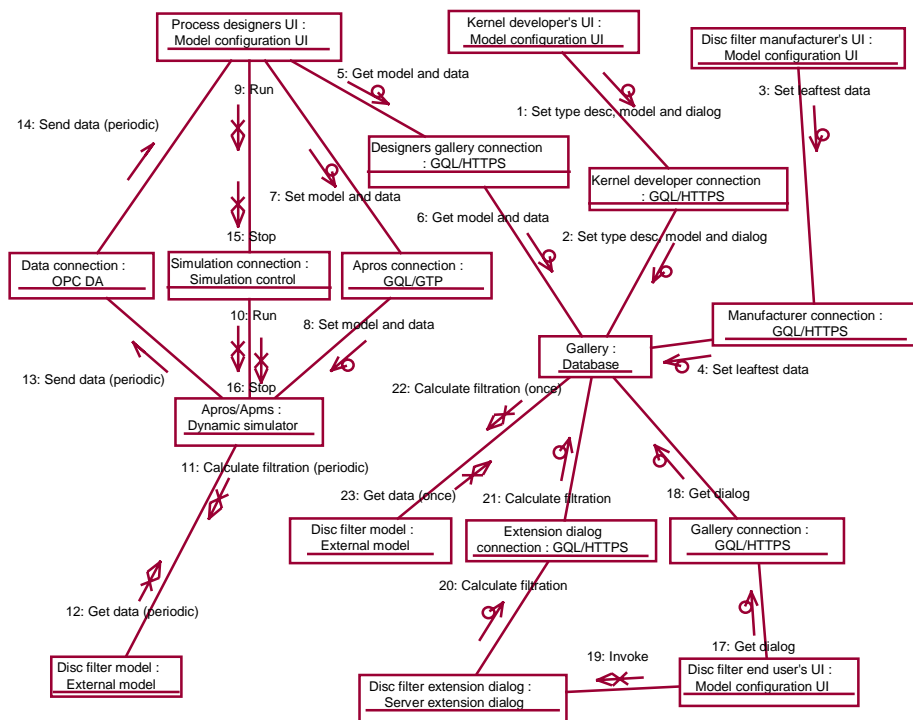 Process designers UI :
Model configuration UI
Kernel developer's UI :
Model configuration UI
Disc filter manufacturer's UI :
Model configuration UI
5: Get model and data
9: Run
3: Set leaftest data
1: Set type desc, model and dialog
14: Send data (periodic)
Designers gallery connection
: GQL/HTTPS
Kernel developer connection
: GQL/HTTPS
7: Set model and data
6: Get model and data
15: Stop
2: Set type desc, model and dialog
Data connection :
OPC DA
Simulation connection :
Simulation control
Apros connection :
GQL/GTP
Manufacturer connection :
: GQL/HTTPS
10: Run
8: Set model and data
Gallery :
Database
4: Set leaftest data
13: Send data (periodic)
16: Stop
22: Calculate filtration (once)
Apros/Apms :
Dynamic simulator
11: Calculate filtration (periodic)
23: Get data (once)
21: Calculate filtration
18: Get dialog
Disc filter model :
External model
Extension dialog
connection : GQL/HTTPS
Gallery connection :
GQL/HTTPS
20: Calculate filtration
12: Get data (periodic)
17: Get dialog
19: Invoke
Disc filter model :
External model
Disc filter extension dialog :
Server extension dialog
Disc filter end user's UI :
Model configuration UI